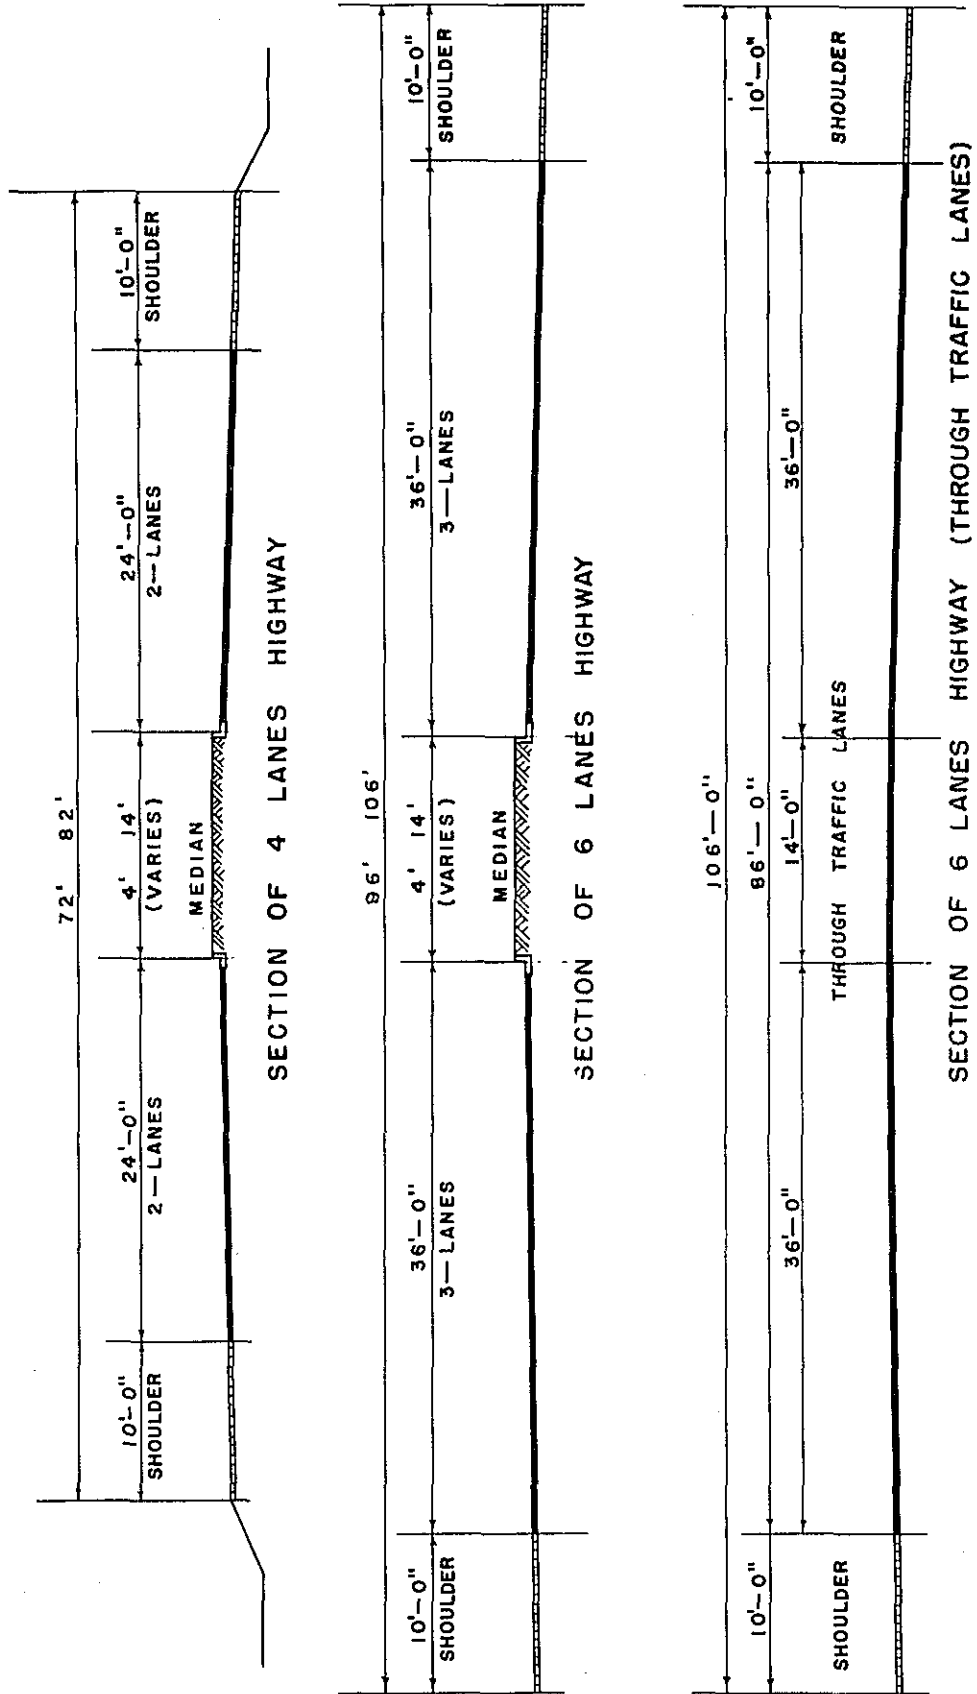 72' 82'
10'-0"
SHOULDER
24'-0"
2—LANES
4' 14'
(VARIES)
MEDIAN
24'-0"
2—LANES
10'-0"
SHOULDER
SECTION OF 4 LANES HIGHWAY
96' 106'
10'-0"
SHOULDER
36'-0"
3—LANES
4' 14'
(VARIES)
MEDIAN
36'-0"
3—LANES
10'-0"
SHOULDER
SECTION OF 6 LANES HIGHWAY
106'-0"
10'-0"
86'-0"
10'-0"
36'-0"
14'-0"
36'-0"
SHOULDER
THROUGH TRAFFIC LANES
SHOULDER
SECTION OF 6 LANES HIGHWAY (THROUGH TRAFFIC LANES)